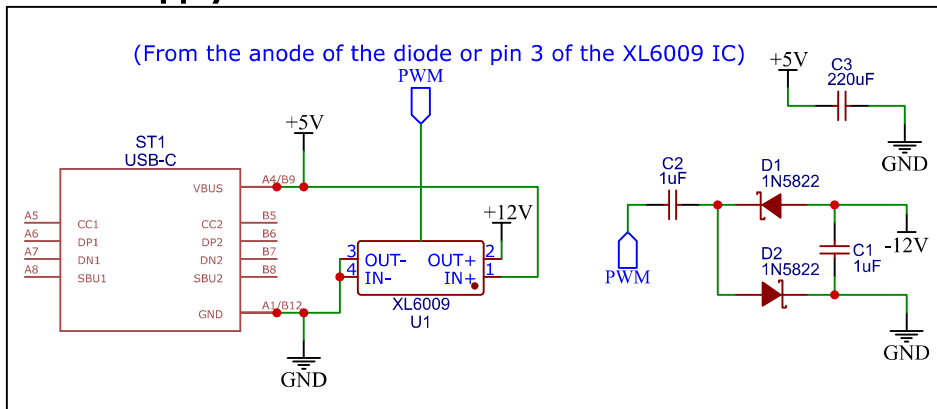 (From the anode of the diode or pin 3 of the XL6009 IC)
PWM
+5V
C3
220uF
GND
ST1
USB-C
+5V
VBUS
A4/B9
A5
CC1
CC2
B5
A6
DP1
DP2
B6
A7
DN1
DN2
B7
A8
SBU1
SBU2
B8
GND
A1/B12
GND
+12V
3
OUT-
OUT+
2
4
IN-
IN+
1
XL6009
U1
C2
1uF
D1
1N5822
PWM
-12V
C1
1uF
D2
1N5822
GND